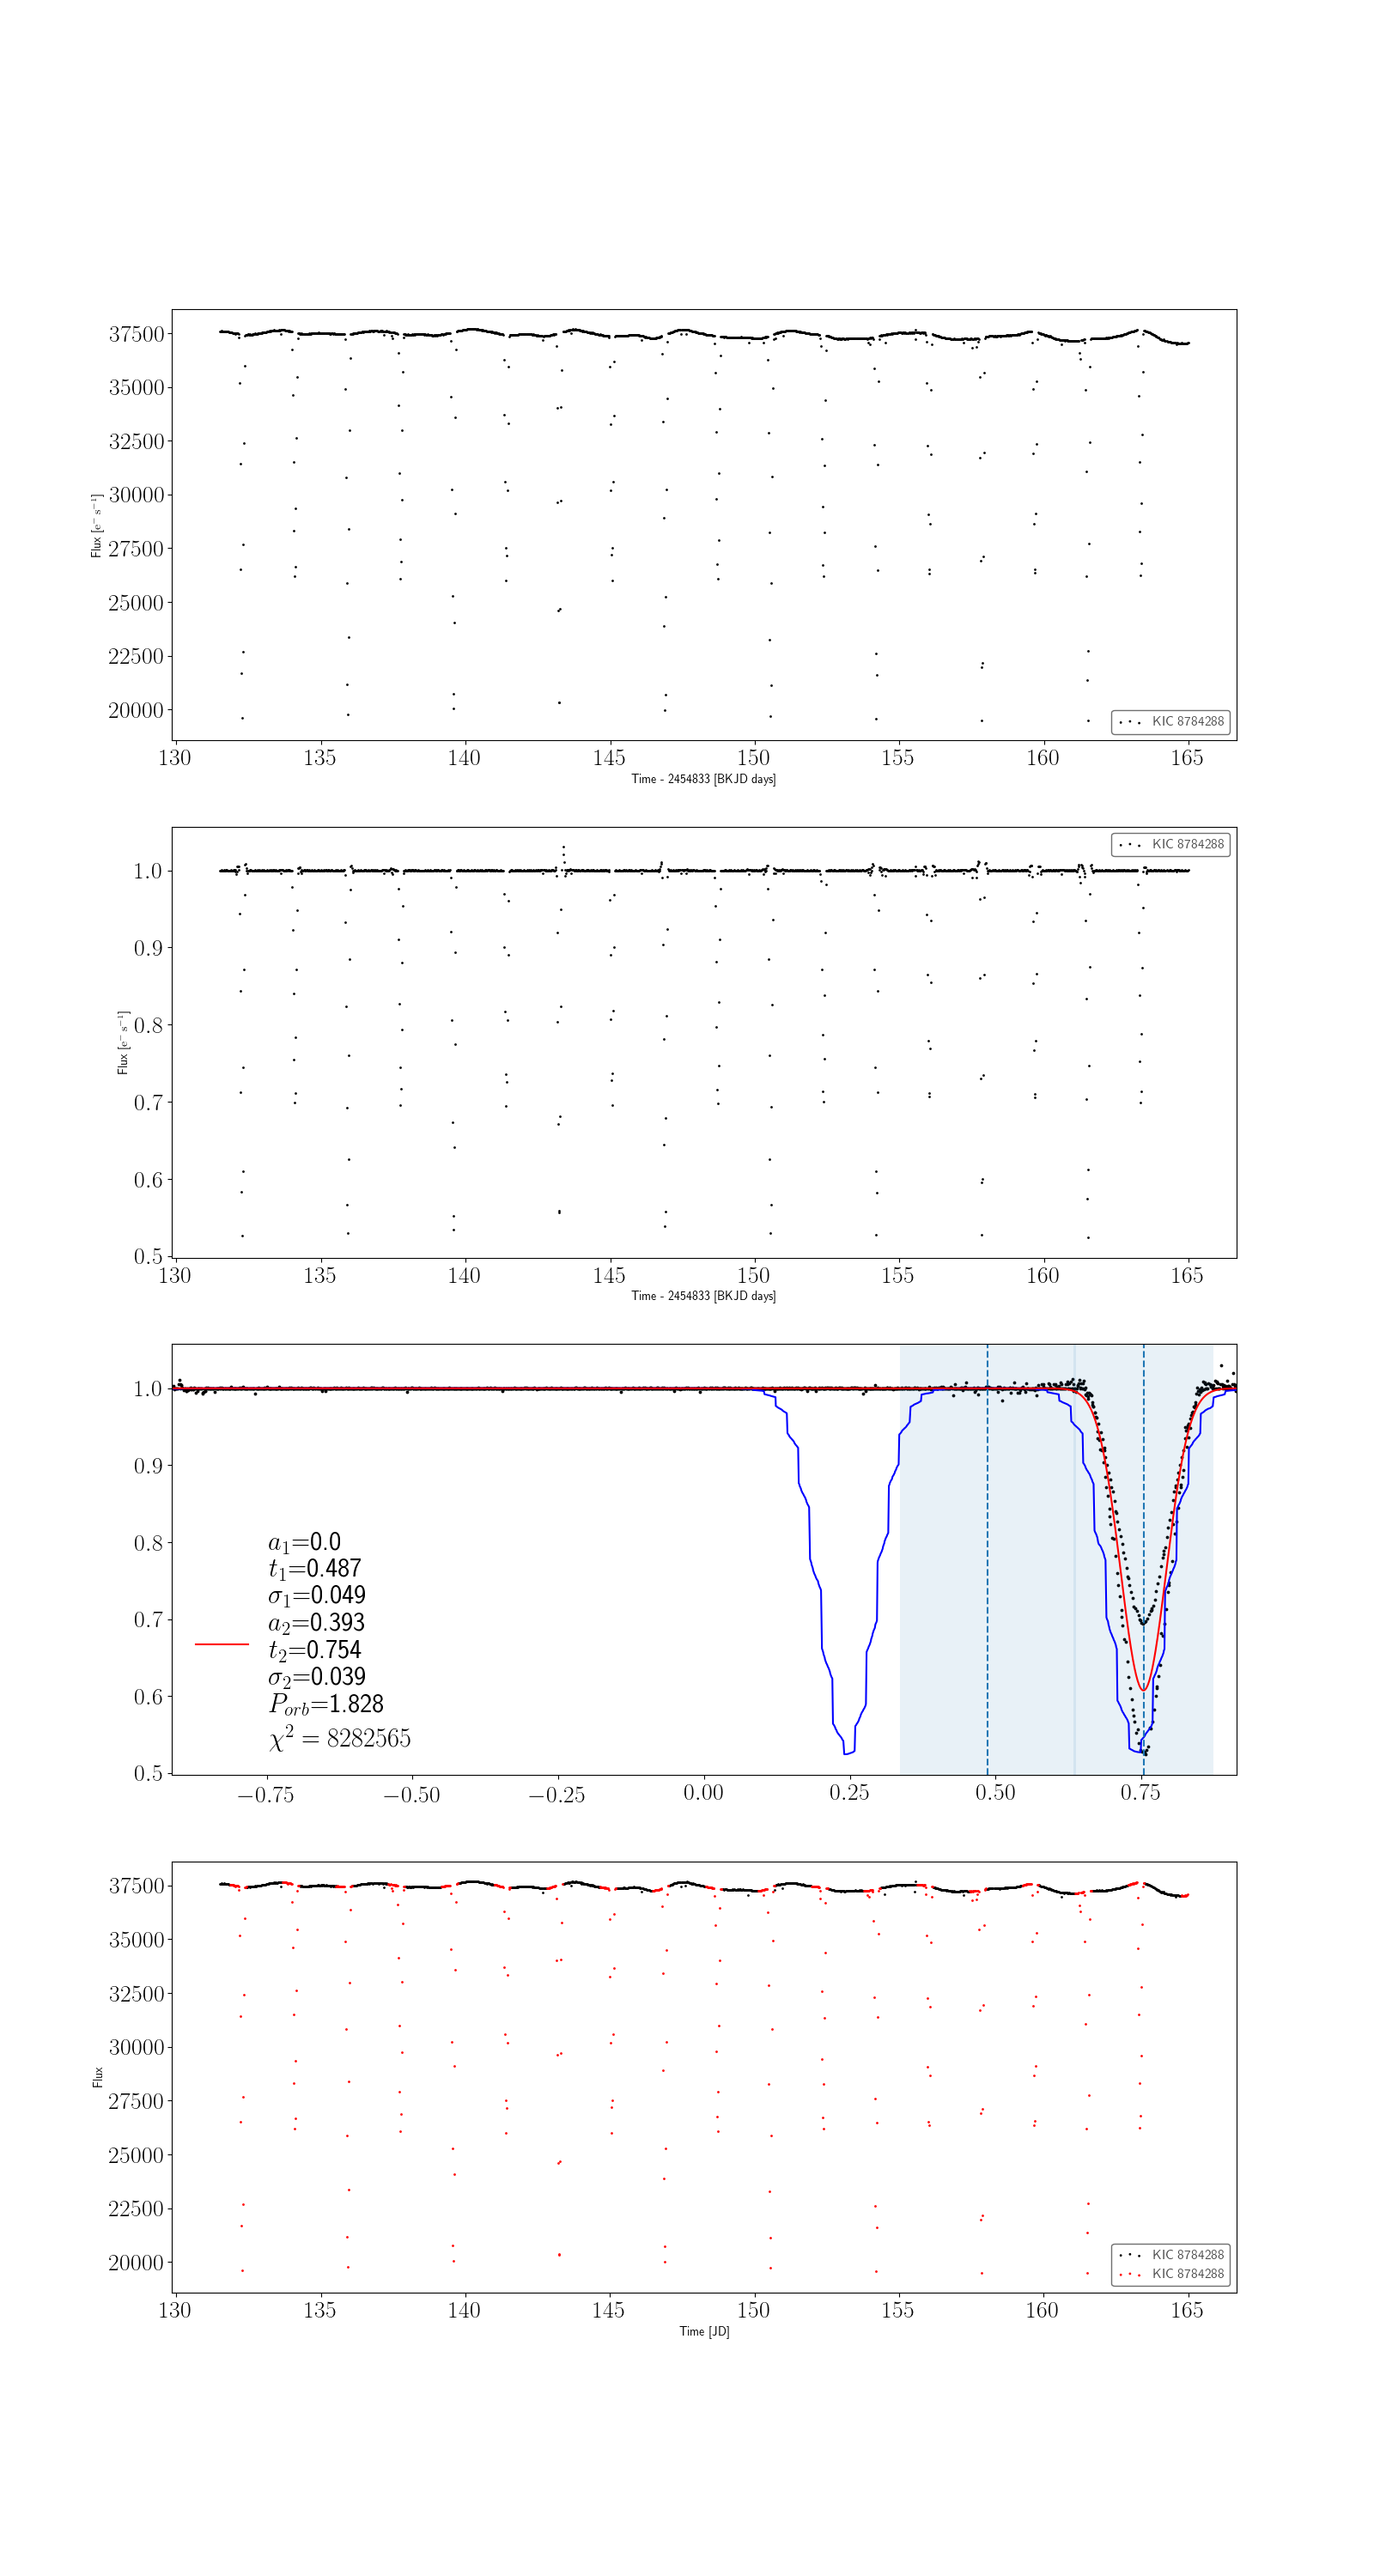 37500
35000
32500
30000
27500
25000
22500
20000
Flux [e⁻ s⁻¹]
KIC 8784288
130 135 140 145 150 155 160 165
Time - 2454833 [BKJD days]
KIC 8784288
1.0
0.9
0.8
0.7
0.6
0.5
Flux [e⁻ s⁻¹]
130 135 140 145 150 155 160 165
Time - 2454833 [BKJD days]
1.0
0.9
0.8
0.7
0.6
0.5
a₁=0.0
t₁=0.487
σ₁=0.049
a₂=0.393
t₂=0.754
σ₂=0.039
P_orb=1.828
χ² = 8282565
−0.75 −0.50 −0.25 0.00 0.25 0.50 0.75
37500
35000
32500
30000
27500
25000
22500
20000
Flux
KIC 8784288
KIC 8784288
130 135 140 145 150 155 160 165
Time [JD]